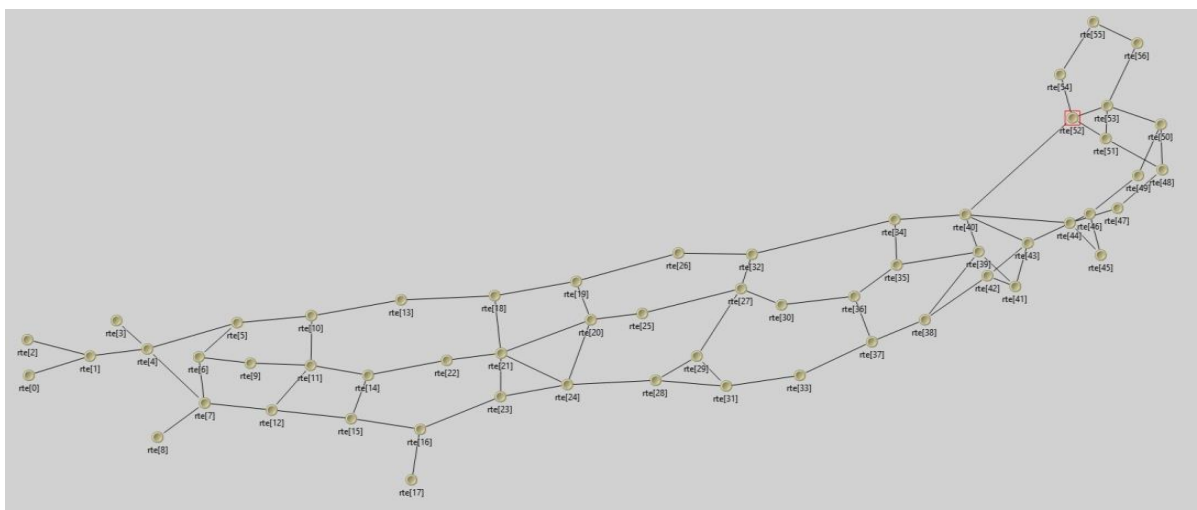 rte[55]
rte[56]
rte[54]
rte[53]
rte[52]
rte[50]
rte[51]
rte[48]
rte[49]
rte[47]
rte[46]
rte[34]
rte[40]
rte[44]
rte[43]
rte[45]
rte[26]
rte[32]
rte[39]
rte[35]
rte[42]
rte[41]
rte[19]
rte[27]
rte[18]
rte[13]
rte[36]
rte[30]
rte[25]
rte[20]
rte[10]
rte[5]
rte[3]
rte[38]
rte[2]
rte[4]
rte[1]
rte[6]
rte[37]
rte[21]
rte[29]
rte[22]
rte[9]
rte[11]
rte[0]
rte[14]
rte[33]
rte[28]
rte[24]
rte[31]
rte[23]
rte[7]
rte[12]
rte[15]
rte[16]
rte[8]
rte[17]